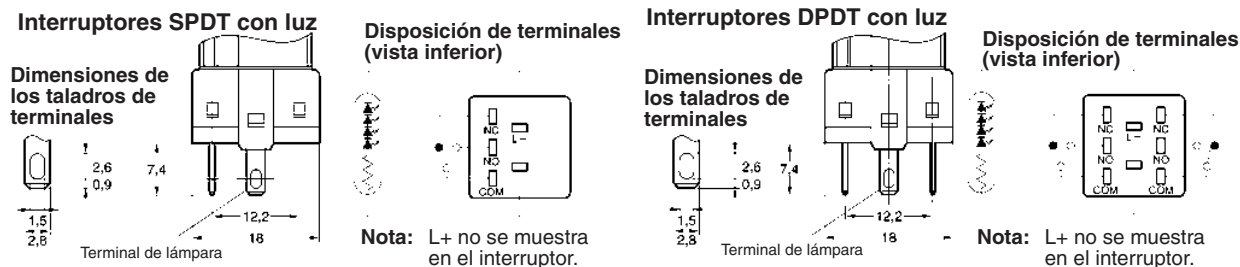 Interruptores SPDT con luz
Disposición de terminales
(vista inferior)
Dimensiones de
los taladros de
terminales
NC
L-
NO
COM
2,6
0,9
7,4
1,5
2,8
12,2
18
Terminal de lámpara
Nota: L+ no se muestra
en el interruptor.
Interruptores DPDT con luz
Disposición de terminales
(vista inferior)
Dimensiones de
los taladros de
terminales
NC
NC
L-
NO
NO
COM
COM
2,6
0,9
7,4
1,5
2,8
12,2
18
Terminal de lámpara
Nota: L+ no se muestra
en el interruptor.